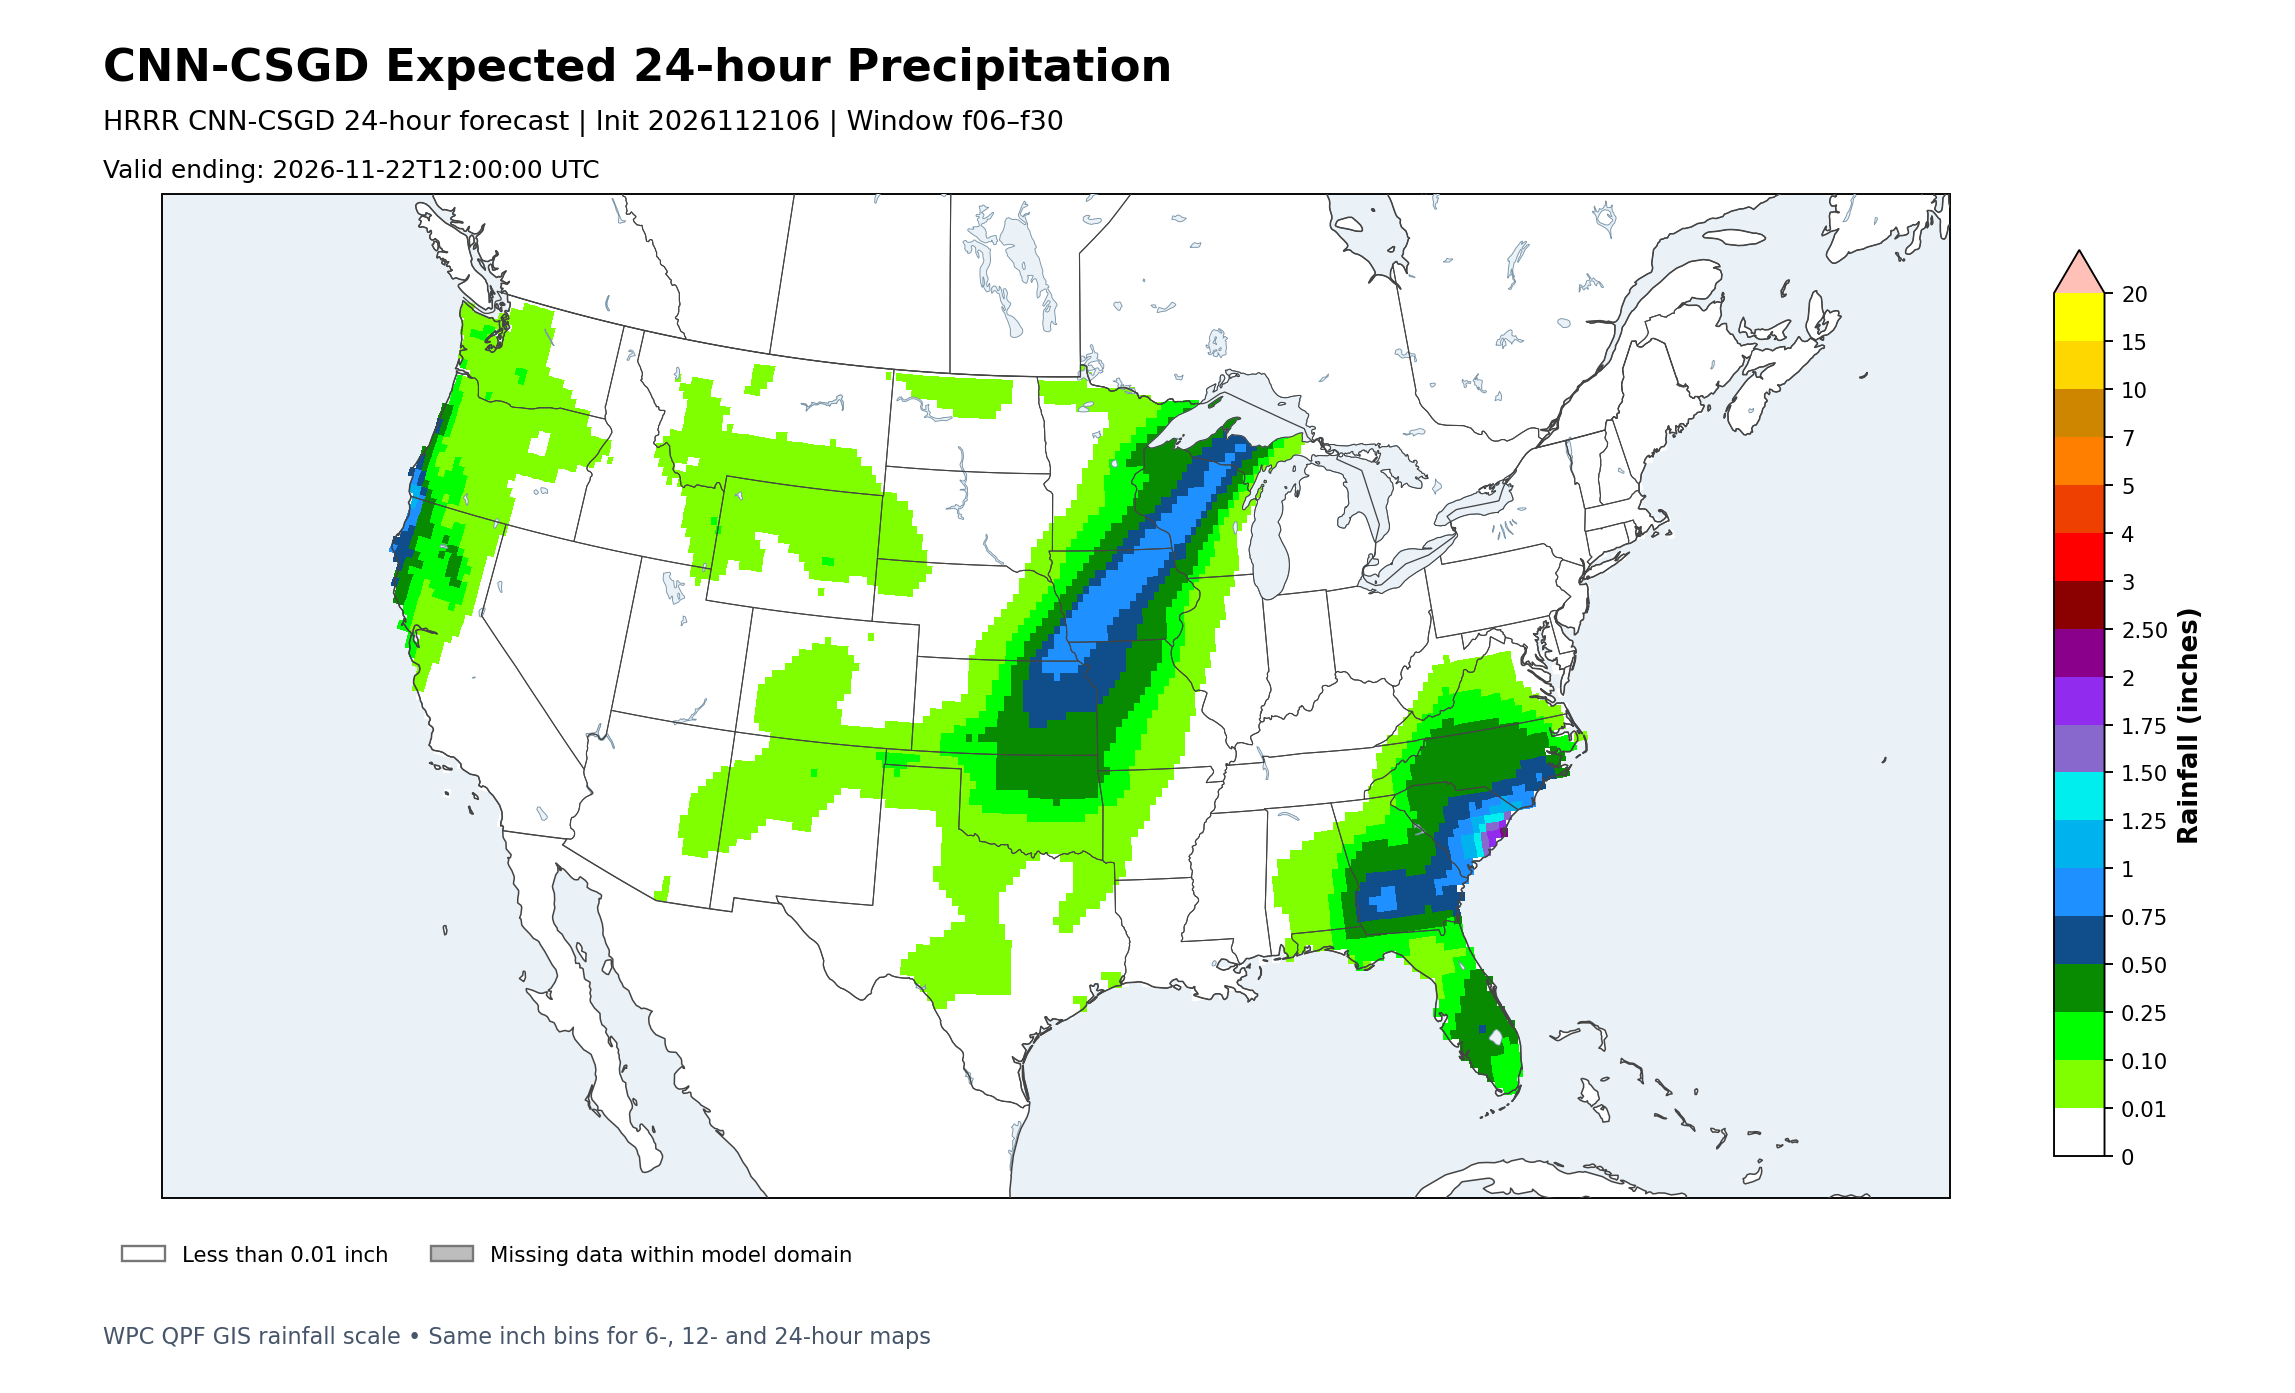 CNN-CSGD Expected 24-hour Precipitation
HRRR CNN-CSGD 24-hour forecast | Init 2026112106 | Window f06–f30
Valid ending: 2026-11-22T12:00:00 UTC
20
15
10
7
5
4
3
2.50
2
1.75
1.50
1.25
1
0.75
0.50
0.25
0.10
0.01
0
Rainfall (inches)
Less than 0.01 inch
Missing data within model domain
WPC QPF GIS rainfall scale • Same inch bins for 6-, 12- and 24-hour maps